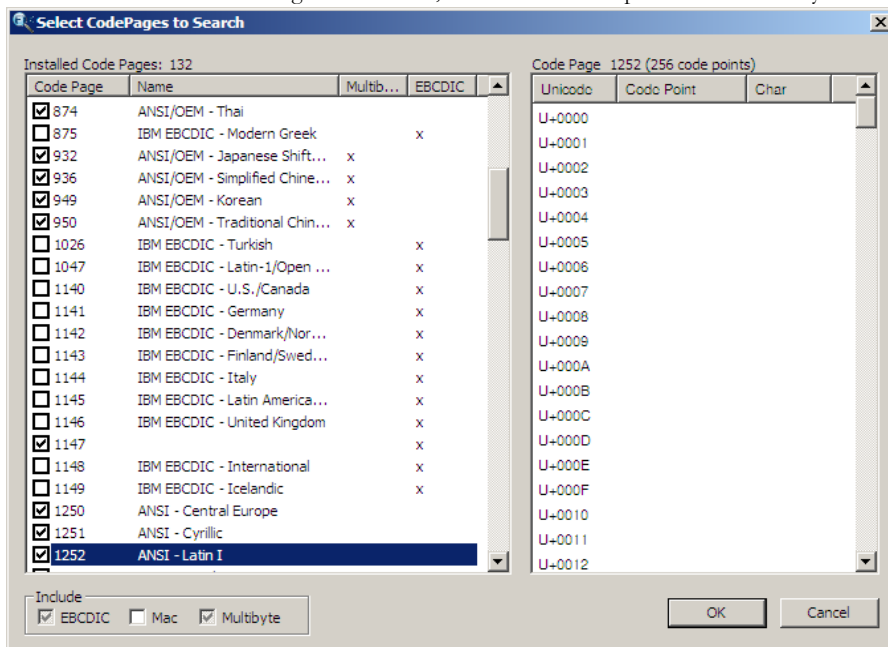 Select CodePages to Search
Installed Code Pages: 132
Code Page Name Multib... EBCDIC
874 ANSI/OEM - Thai
875 IBM EBCDIC - Modern Greek x
932 ANSI/OEM - Japanese Shift... x
936 ANSI/OEM - Simplified Chine... x
949 ANSI/OEM - Korean x
950 ANSI/OEM - Traditional Chin... x
1026 IBM EBCDIC - Turkish x
1047 IBM EBCDIC - Latin-1/Open ... x
1140 IBM EBCDIC - U.S./Canada x
1141 IBM EBCDIC - Germany x
1142 IBM EBCDIC - Denmark/Nor... x
1143 IBM EBCDIC - Finland/Swed... x
1144 IBM EBCDIC - Italy x
1145 IBM EBCDIC - Latin America... x
1146 IBM EBCDIC - United Kingdom x
1147 x
1148 IBM EBCDIC - International x
1149 IBM EBCDIC - Icelandic x
1250 ANSI - Central Europe
1251 ANSI - Cyrillic
1252 ANSI - Latin I
Code Page 1252 (256 code points)
Unicode Code Point Char
U+0000
U+0001
U+0002
U+0003
U+0004
U+0005
U+0006
U+0007
U+0008
U+0009
U+000A
U+000B
U+000C
U+000D
U+000E
U+000F
U+0010
U+0011
U+0012
Include
EBCDIC Mac Multibyte
OK Cancel